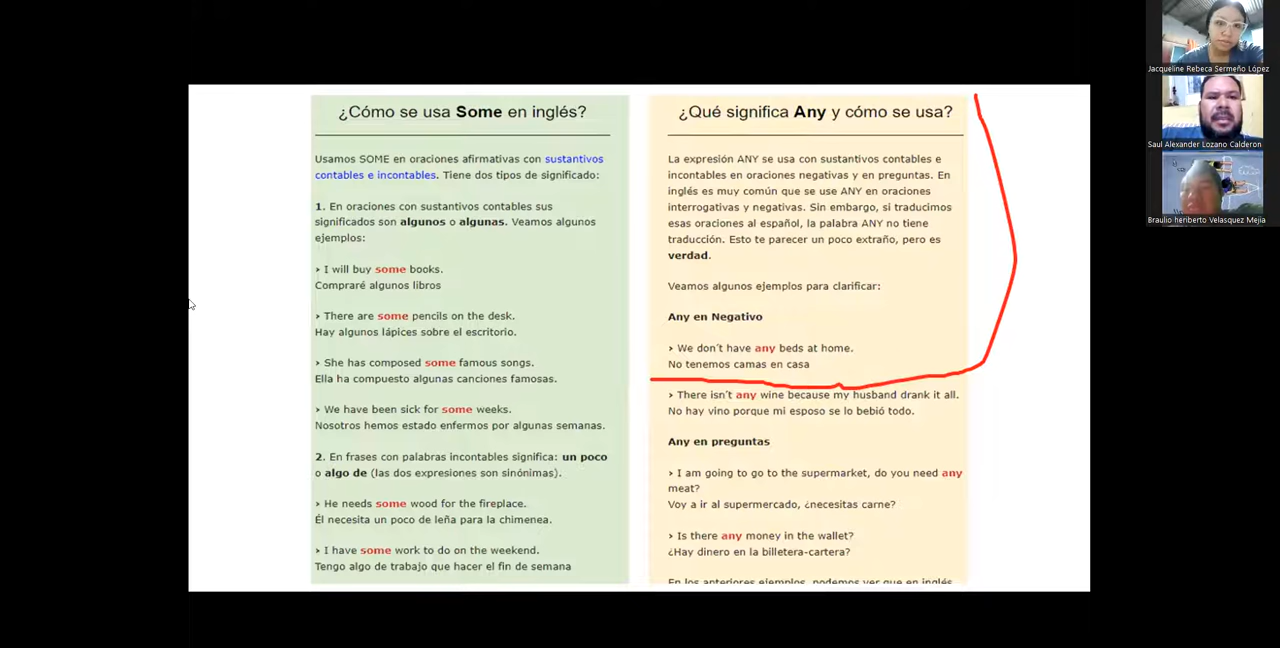 ¿Cómo se usa Some en inglés?
Usamos SOME en oraciones afirmativas con sustantivos
contables e incontables. Tiene dos tipos de significado:
1. En oraciones con sustantivos contables sus
significados son algunos o algunas. Veamos algunos
ejemplos:
› I will buy some books.
Compraré algunos libros
› There are some pencils on the desk.
Hay algunos lápices sobre el escritorio.
› She has composed some famous songs.
Ella ha compuesto algunas canciones famosas.
› We have been sick for some weeks.
Nosotros hemos estado enfermos por algunas semanas.
2. En frases con palabras incontables significa: un poco
o algo de (las dos expresiones son sinónimas).
› He needs some wood for the fireplace.
Él necesita un poco de leña para la chimenea.
› I have some work to do on the weekend.
Tengo algo de trabajo que hacer el fin de semana
¿Qué significa Any y cómo se usa?
La expresión ANY se usa con sustantivos contables e
incontables en oraciones negativas y en preguntas. En
inglés es muy común que se use ANY en oraciones
interrogativas y negativas. Sin embargo, si traducimos
esas oraciones al español, la palabra ANY no tiene
traducción. Esto te parecer un poco extraño, pero es
verdad.
Veamos algunos ejemplos para clarificar:
Any en Negativo
› We don´t have any beds at home.
No tenemos camas en casa
› There isn´t any wine because my husband drank it all.
No hay vino porque mi esposo se lo bebió todo.
Any en preguntas
› I am going to go to the supermarket, do you need any
meat?
Voy a ir al supermercado, ¿necesitas carne?
› Is there any money in the wallet?
¿Hay dinero en la billetera-cartera?
En los anteriores ejemplos, podemos ver que en inglés
Jacqueline Rebeca Sermeño López
Saul Alexander Lozano Calderon
Braulio heriberto Velasquez Mejia